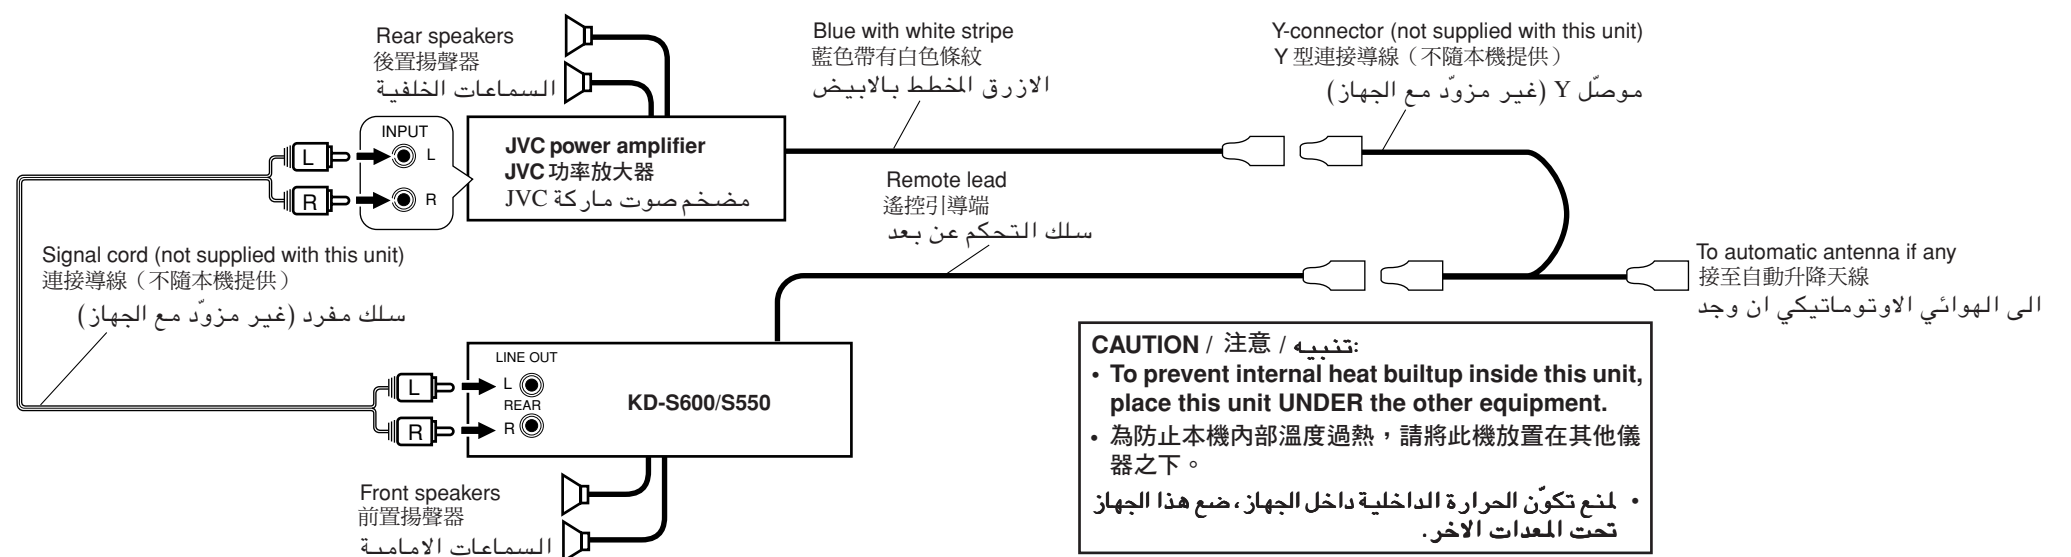 Rear speakers
後置揚聲器
السماعات الخلفية
Blue with white stripe
藍色帶有白色條紋
الازرق المخطط بالابيض
Y-connector (not supplied with this unit)
Y 型連接導線（不隨本機提供）
موصّل Y (غير مزودّ مع الجهاز)
INPUT
L
L
R
R
JVC power amplifier
JVC 功率放大器
مضخم صوت ماركة JVC
Remote lead
遙控引導端
سلك التحكم عن بعد
Signal cord (not supplied with this unit)
連接導線（不隨本機提供）
سلك مفرد (غير مزودّ مع الجهاز)
To automatic antenna if any
接至自動升降天線
الى الهوائي الاوتوماتيكي ان وجد
LINE OUT
L
L
REAR
R
R
KD-S600/S550
Front speakers
前置揚聲器
السماعات الامامية
CAUTION / 注意 / تنبيه:
• To prevent internal heat builtup inside this unit,
place this unit UNDER the other equipment.
• 為防止本機內部溫度過熱，請將此機放置在其他儀
器之下。
• لمنع تكوّن الحرارة الداخلية داخل الجهاز، ضع هذا الجهاز
تحت المعدات الاخر.